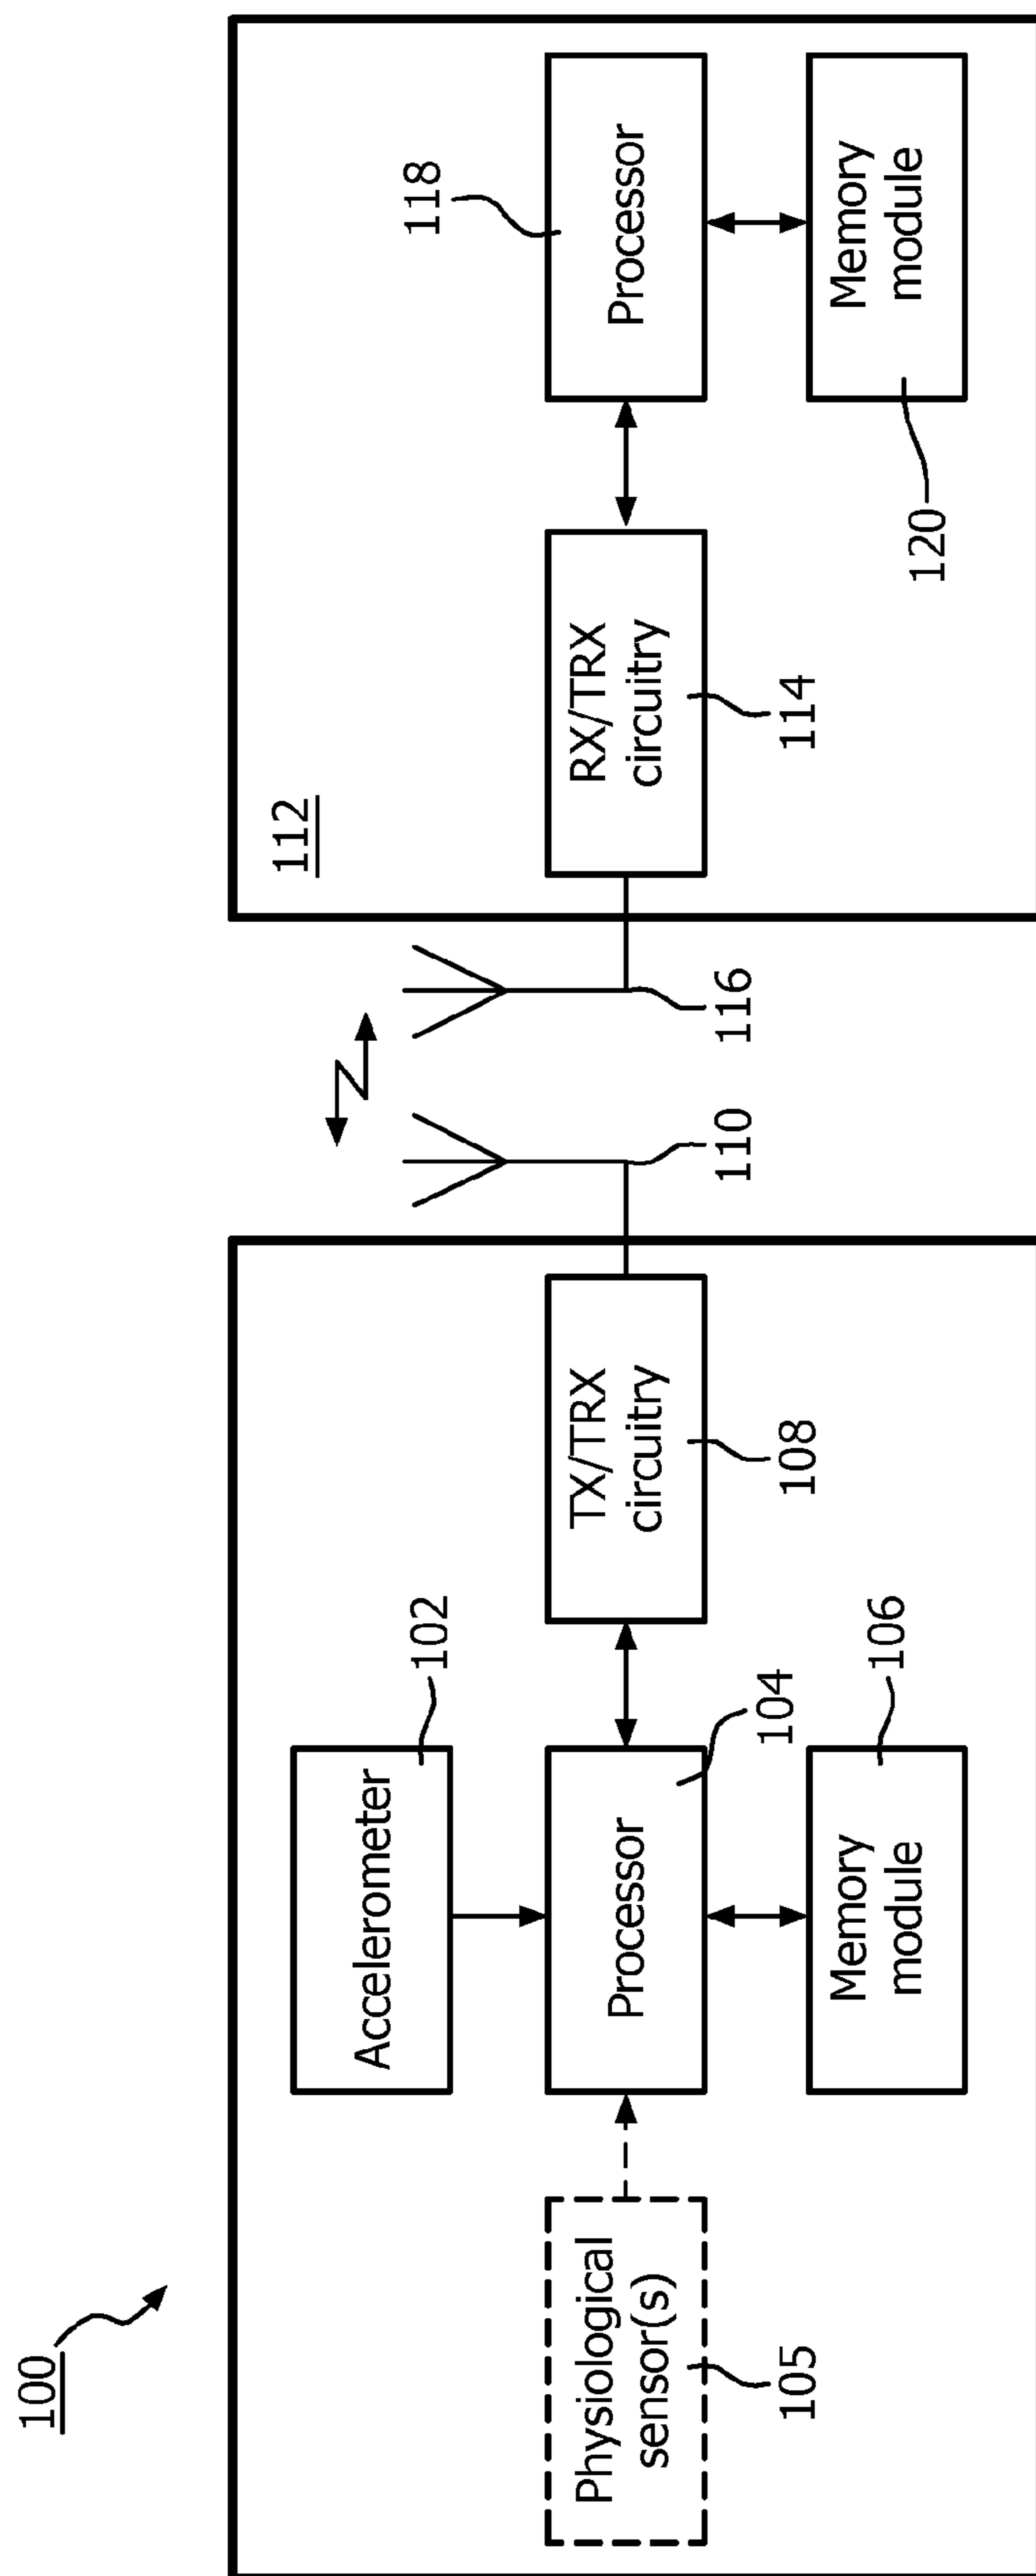 100
Accelerometer
102
Physiological
sensor(s)
105
Processor
104
Memory
module
106
TX/TRX
circuitry
108
110
116
112
RX/TRX
circuitry
114
118
Processor
Memory
module
120